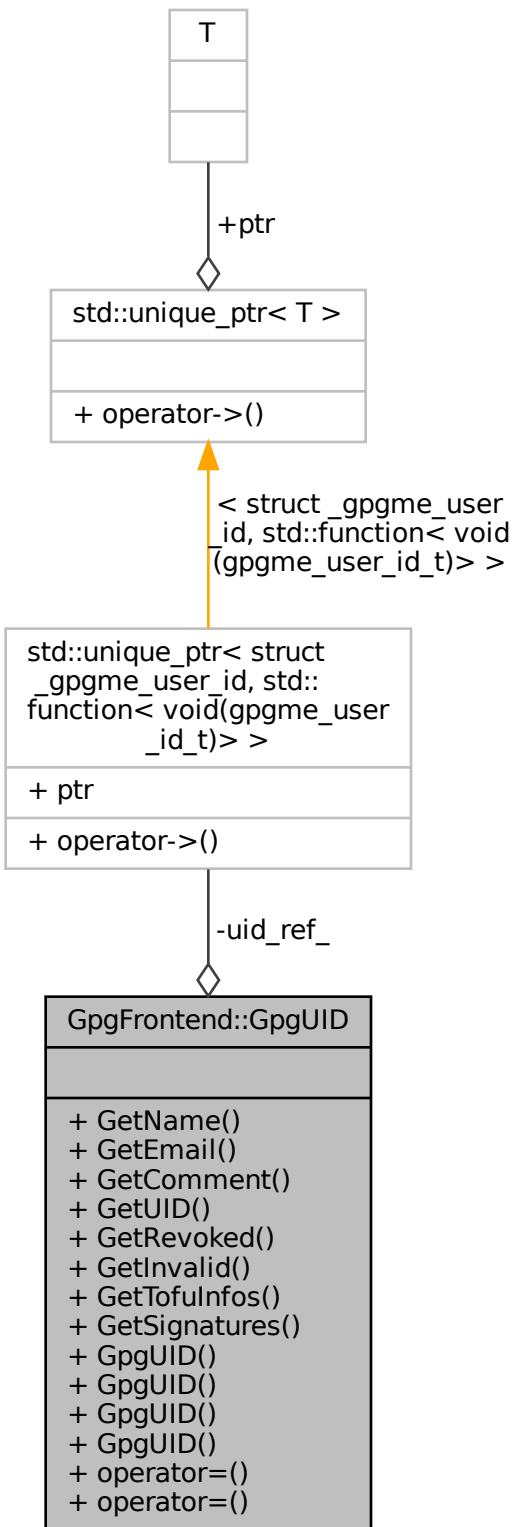 T
+ptr
std::unique_ptr< T >
+ operator->()
< struct _gpgme_user
_id, std::function< void
(gpgme_user_id_t)> >
std::unique_ptr< struct
_gpgme_user_id, std::
function< void(gpgme_user
_id_t)> >
+ ptr
+ operator->()
-uid_ref_
GpgFrontend::GpgUID
+ GetName()
+ GetEmail()
+ GetComment()
+ GetUID()
+ GetRevoked()
+ GetInvalid()
+ GetTofuInfos()
+ GetSignatures()
+ GpgUID()
+ GpgUID()
+ GpgUID()
+ GpgUID()
+ operator=()
+ operator=()